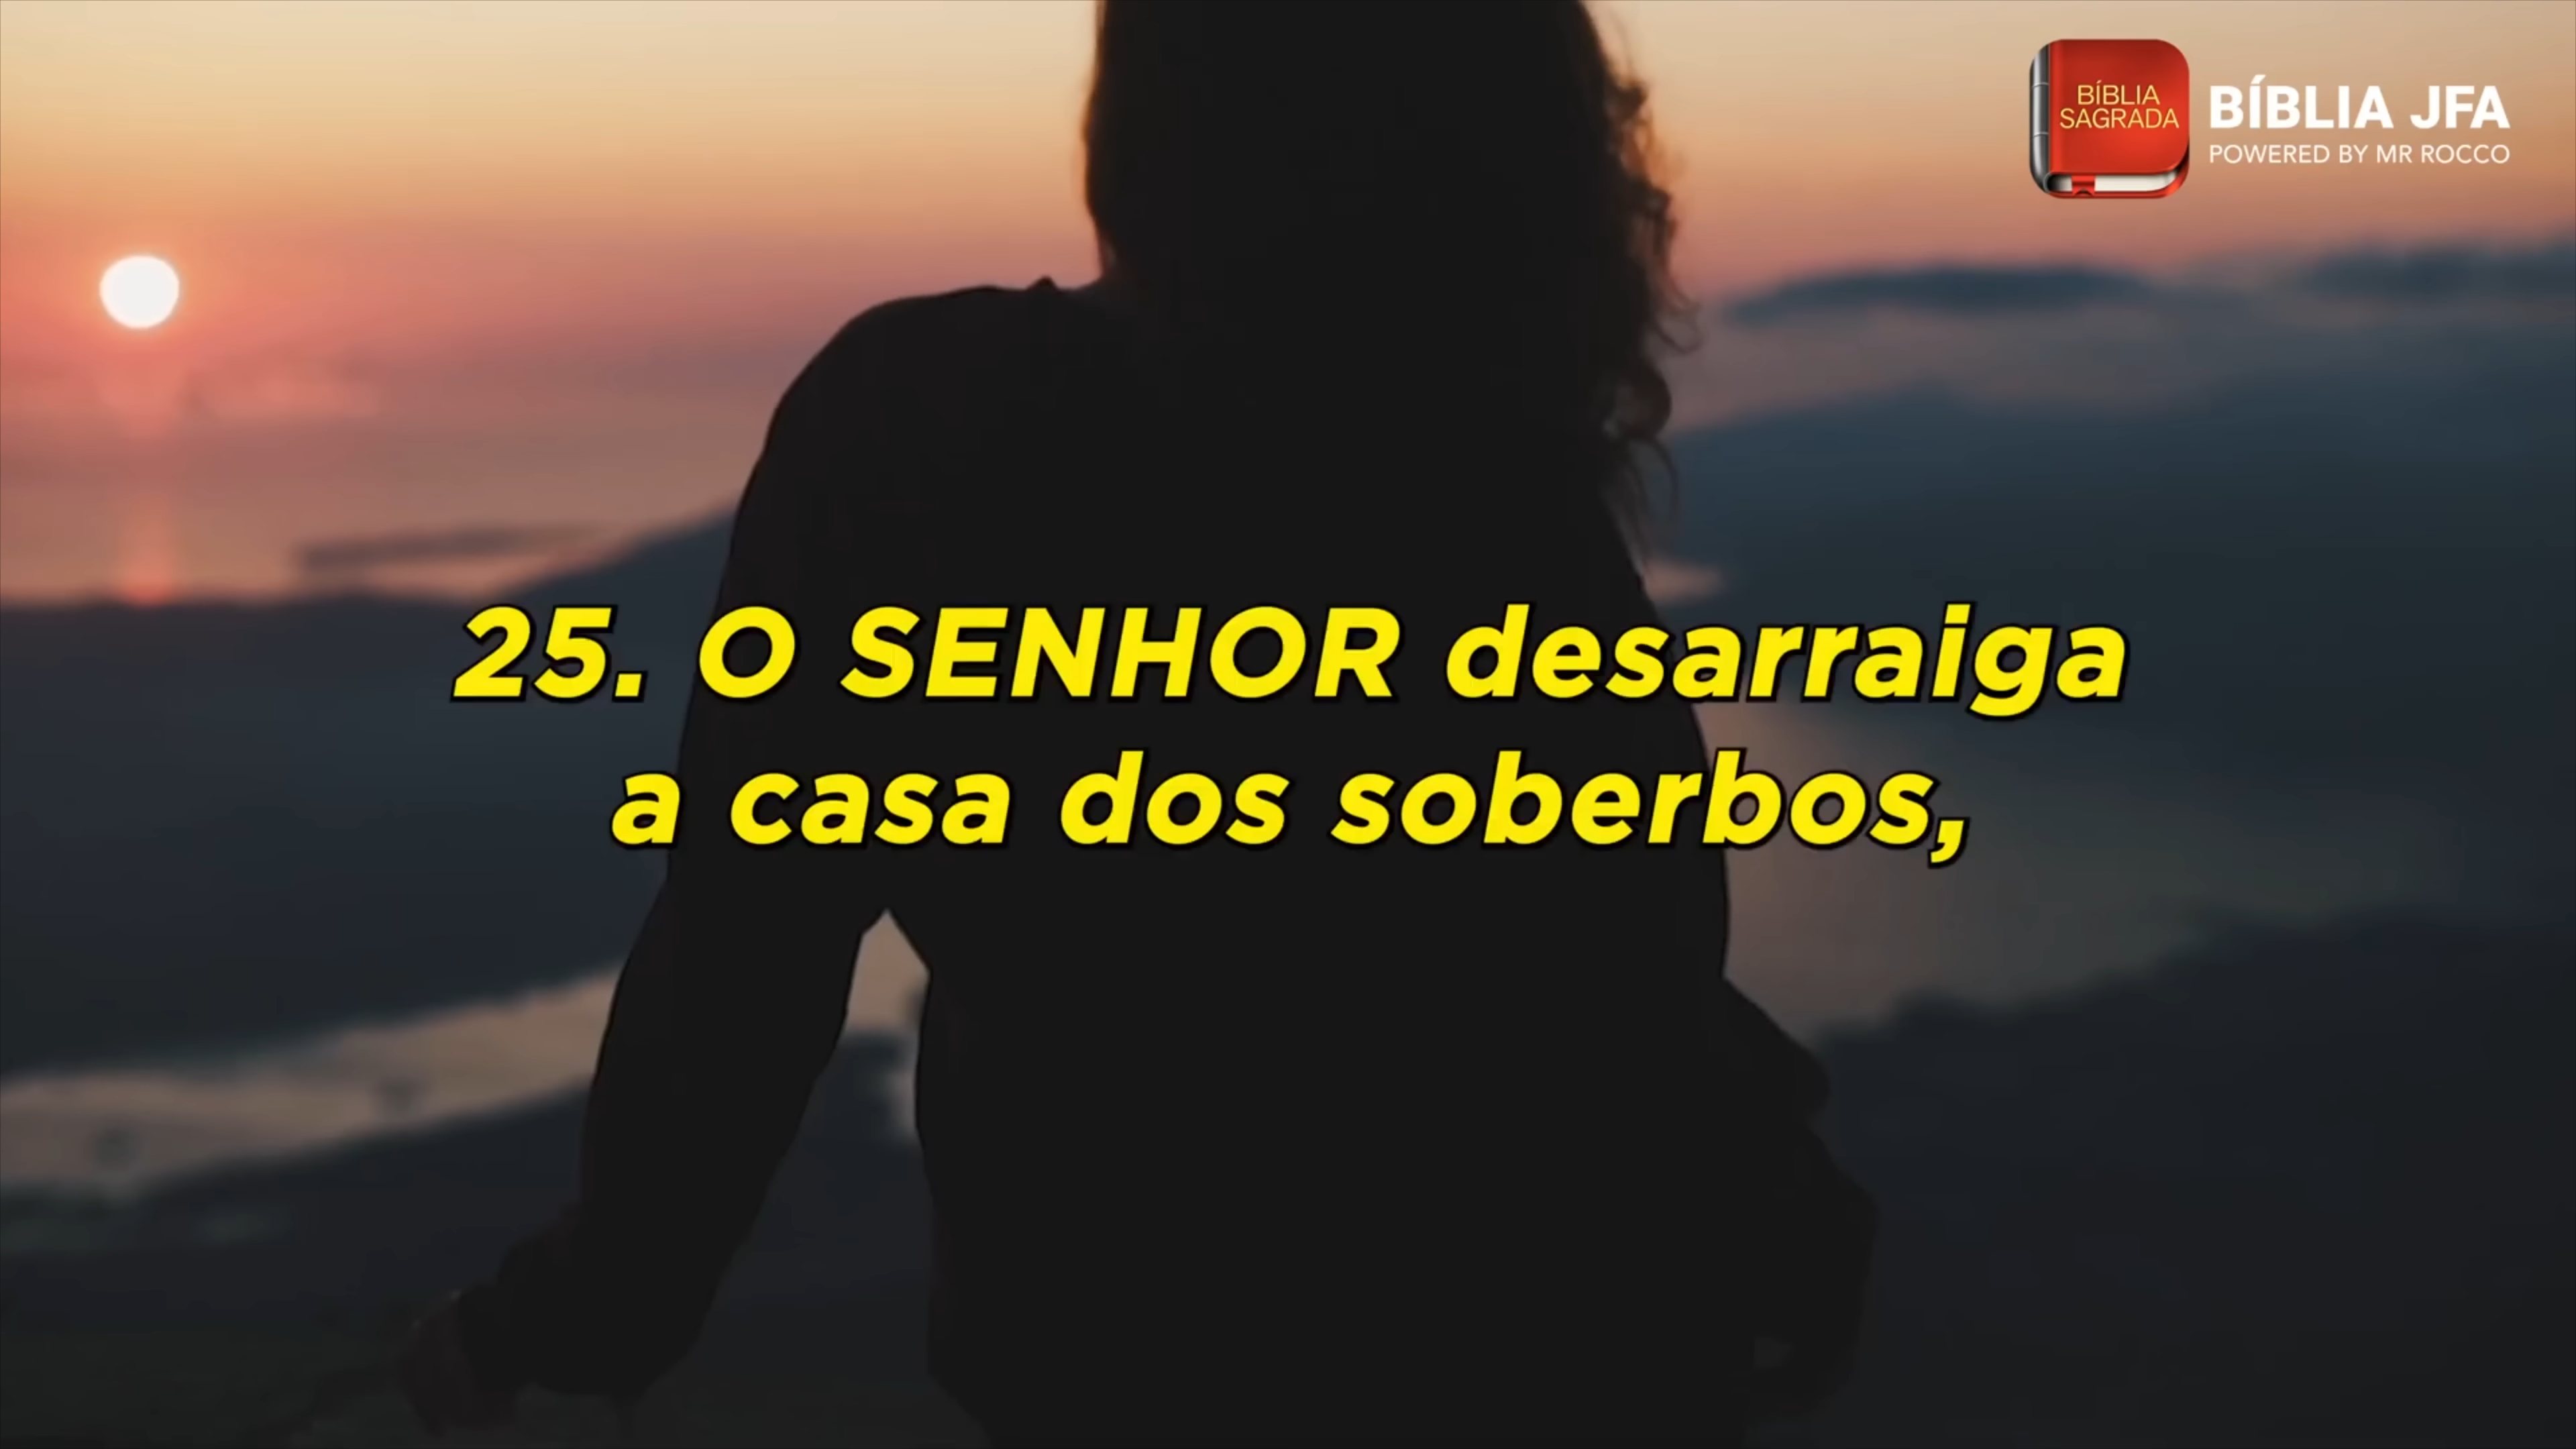 BÍBLIA
SAGRADA
BÍBLIA JFA
POWERED BY MR ROCCO
25. O SENHOR desarraiga
a casa dos soberbos,